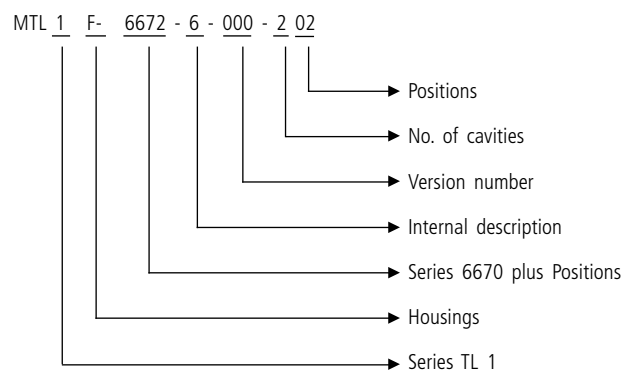 MTL 1 F- 6672 - 6 - 000 - 2 02
Positions
No. of cavities
Version number
Internal description
Series 6670 plus Positions
Housings
Series TL 1